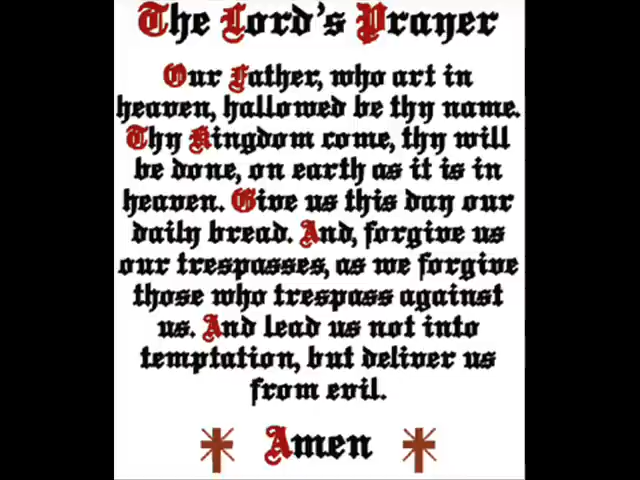 The Lord's Prayer
Our Father, who art in
heaven, hallowed be thy name.
Thy Kingdom come, thy will
be done, on earth as it is in
heaven. Give us this day our
daily bread. And, forgive us
our trespasses, as we forgive
those who trespass against
us. And lead us not into
temptation, but deliver us
from evil.
Amen